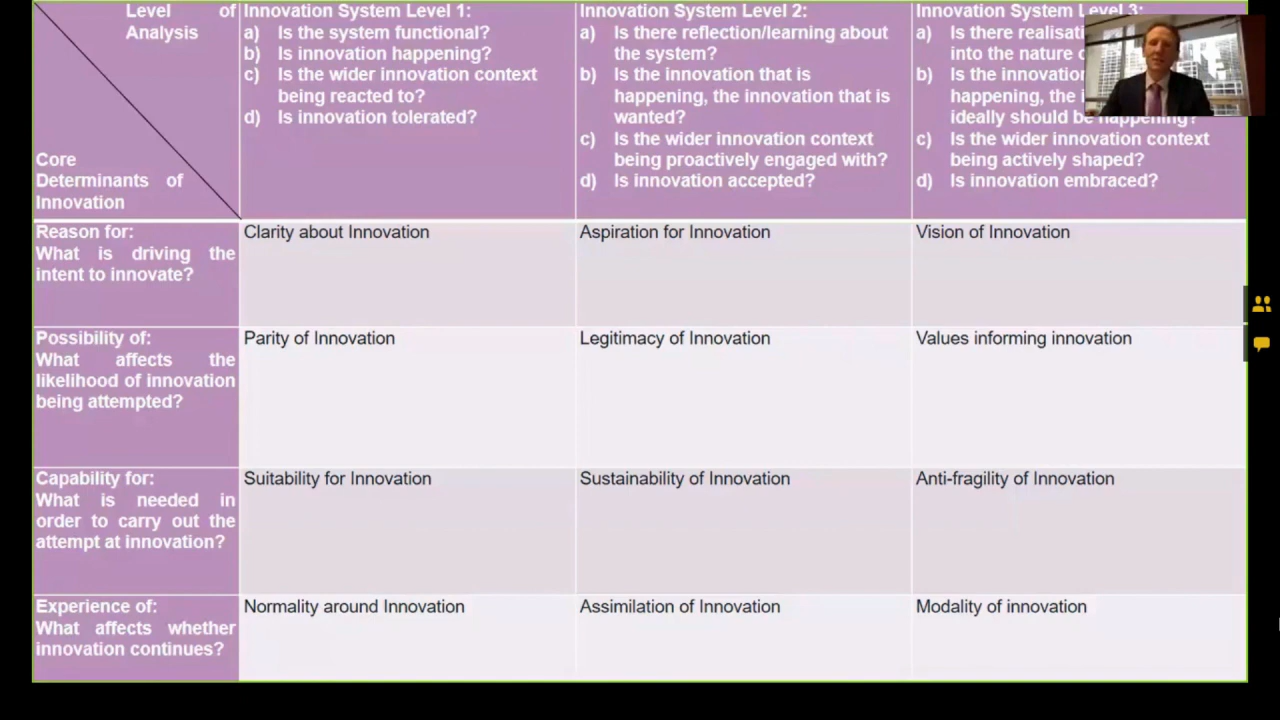 Level of
Analysis
Core
Determinants of
Innovation
Innovation System Level 1:
a) Is the system functional?
b) Is innovation happening?
c) Is the wider innovation context
being reacted to?
d) Is innovation tolerated?
Innovation System Level 2:
a) Is there reflection/learning about
the system?
b) Is the innovation that is
happening, the innovation that is
wanted?
c) Is the wider innovation context
being proactively engaged with?
d) Is innovation accepted?
Innovation System Level 3:
a) Is there
into the nature
b) Is the
happening, the
ideally should be happening?
c) Is the wider innovation context
being actively shaped?
d) Is innovation embraced?
Reason for:
What is driving the
intent to innovate?
Clarity about Innovation
Aspiration for Innovation
Vision of Innovation
Possibility of:
What affects the
likelihood of innovation
being attempted?
Parity of Innovation
Legitimacy of Innovation
Values informing innovation
Capability for:
What is needed in
order to carry out the
attempt at innovation?
Suitability for Innovation
Sustainability of Innovation
Anti-fragility of Innovation
Experience of:
What affects whether
innovation continues?
Normality around Innovation
Assimilation of Innovation
Modality of innovation